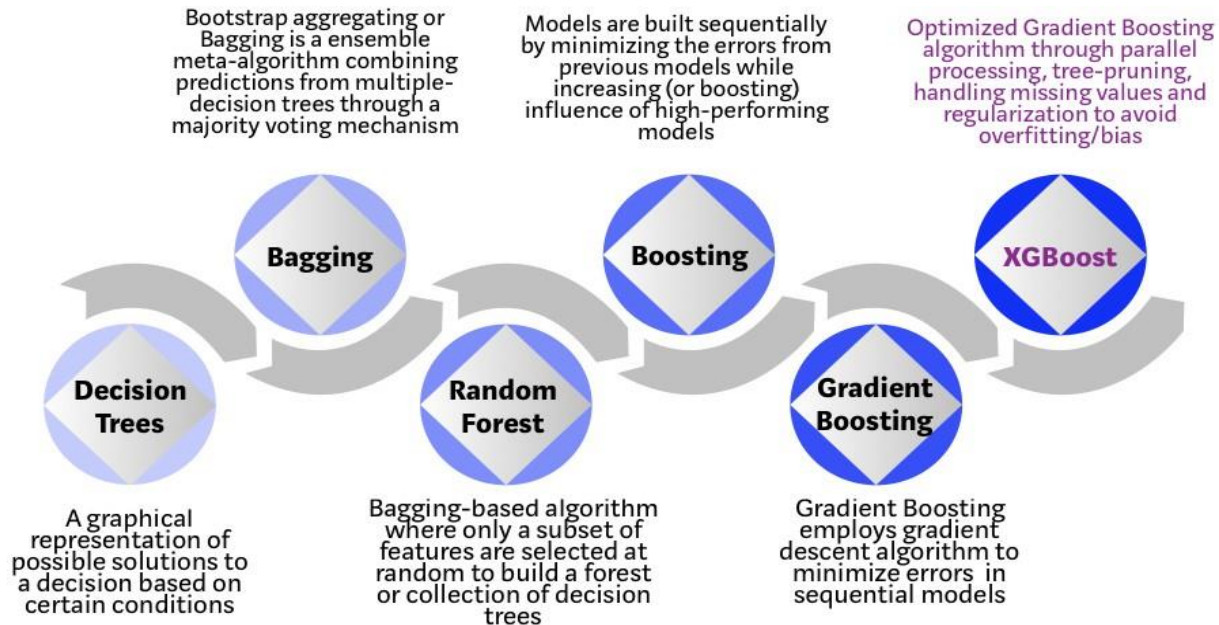 Bootstrap aggregating or
Bagging is a ensemble
meta-algorithm combining
predictions from multiple-
decision trees through a
majority voting mechanism
Models are built sequentially
by minimizing the errors from
previous models while
increasing (or boosting)
influence of high-performing
models
Optimized Gradient Boosting
algorithm through parallel
processing, tree-pruning,
handling missing values and
regularization to avoid
overfitting/bias
Bagging
Boosting
XGBoost
Decision
Trees
Random
Forest
Gradient
Boosting
A graphical
representation of
possible solutions to
a decision based on
certain conditions
Bagging-based algorithm
where only a subset of
features are selected at
random to build a forest
or collection of decision
trees
Gradient Boosting
employs gradient
descent algorithm to
minimize errors in
sequential models